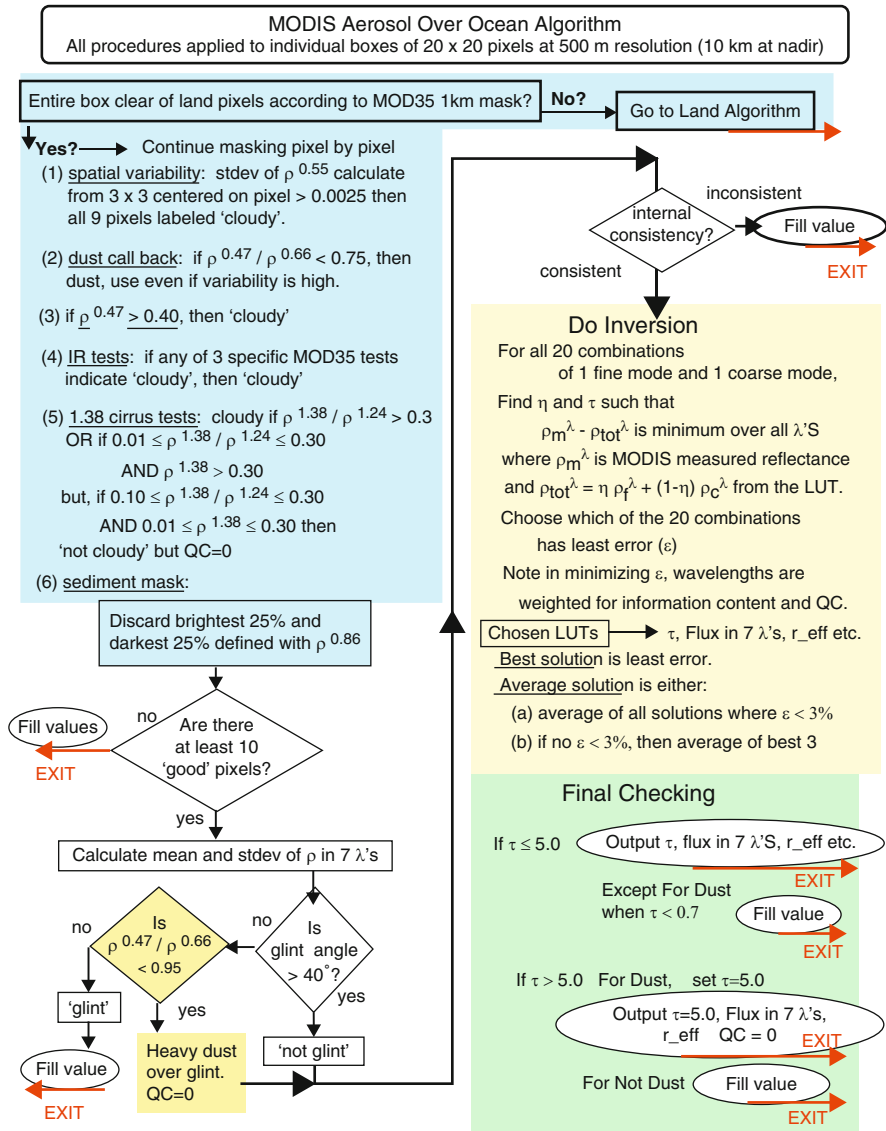 MODIS Aerosol Over Ocean Algorithm
All procedures applied to individual boxes of 20 x 20 pixels at 500 m resolution (10 km at nadir)
Entire box clear of land pixels according to MOD35 1km mask?
No?
Go to Land Algorithm
Yes? Continue masking pixel by pixel
(1) spatial variability: stdev of ρ 0.55 calculate
from 3 x 3 centered on pixel > 0.0025 then
all 9 pixels labeled ‘cloudy’.
(2) dust call back: if ρ 0.47 / ρ 0.66 < 0.75, then
dust, use even if variability is high.
(3) if ρ 0.47 > 0.40, then ‘cloudy’
(4) IR tests: if any of 3 specific MOD35 tests
indicate ‘cloudy’, then ‘cloudy’
(5) 1.38 cirrus tests: cloudy if ρ 1.38 / ρ 1.24 > 0.3
OR if 0.01 ≤ ρ 1.38 / ρ 1.24 ≤ 0.30
AND ρ 1.38 > 0.30
but, if 0.10 ≤ ρ 1.38 / ρ 1.24 ≤ 0.30
AND 0.01 ≤ ρ 1.38 ≤ 0.30 then
‘not cloudy’ but QC=0
(6) sediment mask:
Discard brightest 25% and
darkest 25% defined with ρ 0.86
Are there
at least 10
‘good’ pixels?
no
Fill values
EXIT
yes
Calculate mean and stdev of ρ in 7 λ’s
Is
glint angle
> 40°?
no
Is
ρ 0.47 / ρ 0.66
< 0.95
no
‘glint’
Fill value
EXIT
yes
Heavy dust
over glint.
QC=0
yes
‘not glint’
internal
consistency?
inconsistent
Fill value
EXIT
consistent
Do Inversion
For all 20 combinations
of 1 fine mode and 1 coarse mode,
Find η and τ such that
ρm λ - ρtot λ is minimum over all λ’S
where ρm λ is MODIS measured reflectance
and ρtot λ = η ρf λ + (1-η) ρc λ from the LUT.
Choose which of the 20 combinations
has least error (ε)
Note in minimizing ε, wavelengths are
weighted for information content and QC.
Chosen LUTs τ, Flux in 7 λ’s, r_eff etc.
Best solution is least error.
Average solution is either:
(a) average of all solutions where ε < 3%
(b) if no ε < 3%, then average of best 3
Final Checking
If τ ≤ 5.0
Output τ, flux in 7 λ’S, r_eff etc.
EXIT
Except For Dust
when τ < 0.7
Fill value
EXIT
If τ > 5.0 For Dust, set τ=5.0
Output τ=5.0, Flux in 7 λ’s,
r_eff QC = 0
EXIT
For Not Dust
Fill value
EXIT